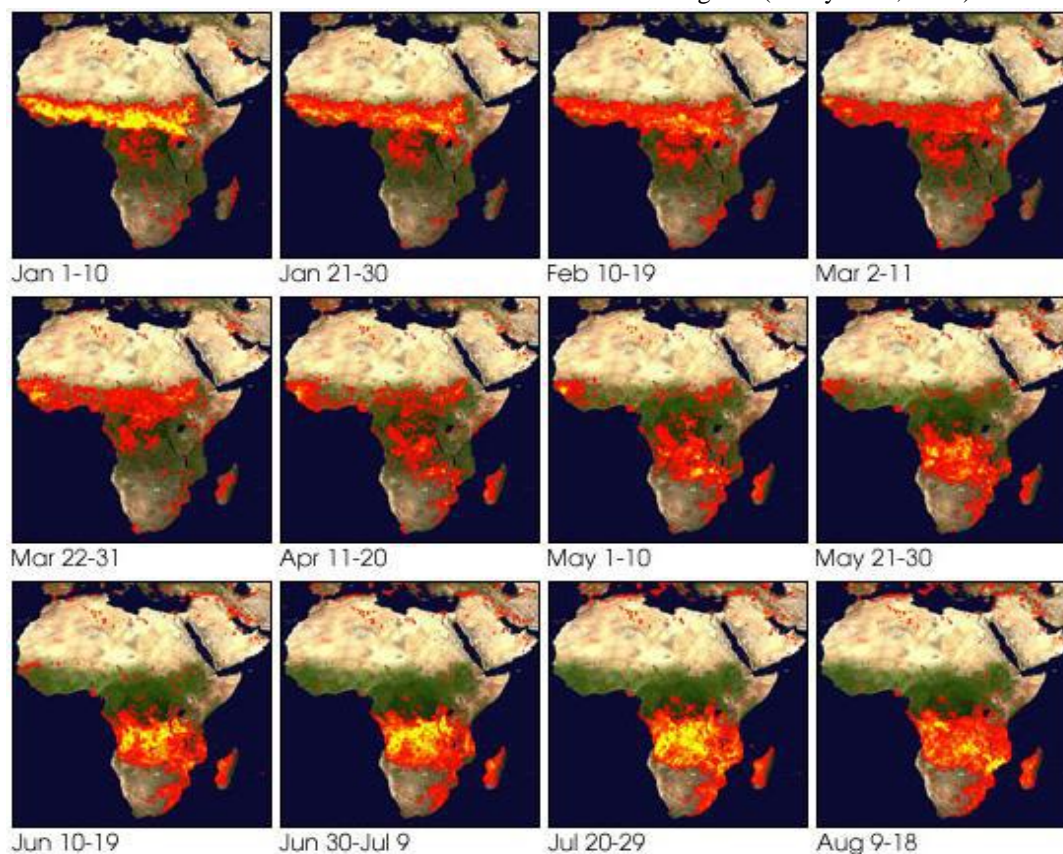 Jan 1-10
Jan 21-30
Feb 10-19
Mar 2-11
Mar 22-31
Apr 11-20
May 1-10
May 21-30
Jun 10-19
Jun 30-Jul 9
Jul 20-29
Aug 9-18